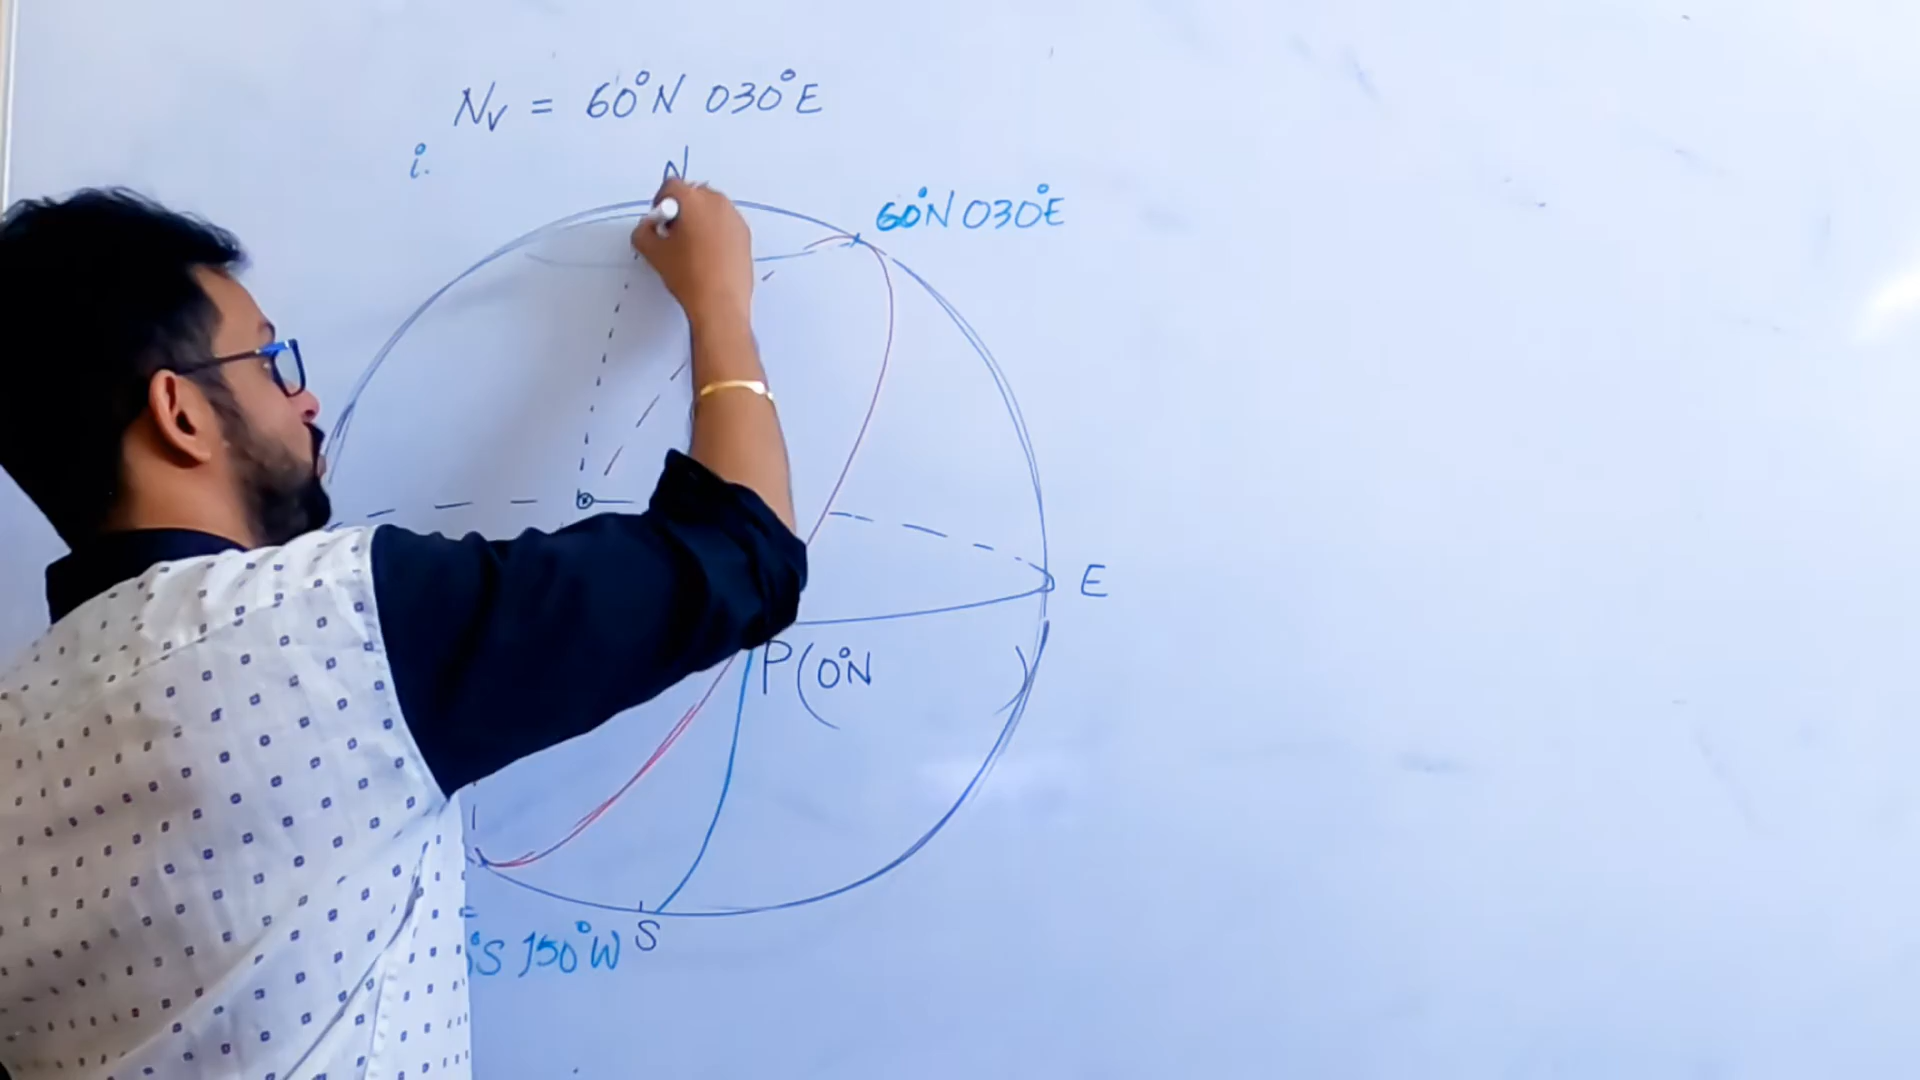 Nv = 60°N 030°E
i.
N
60°N 030°E
E
P(0°N )
°S 150°W
S